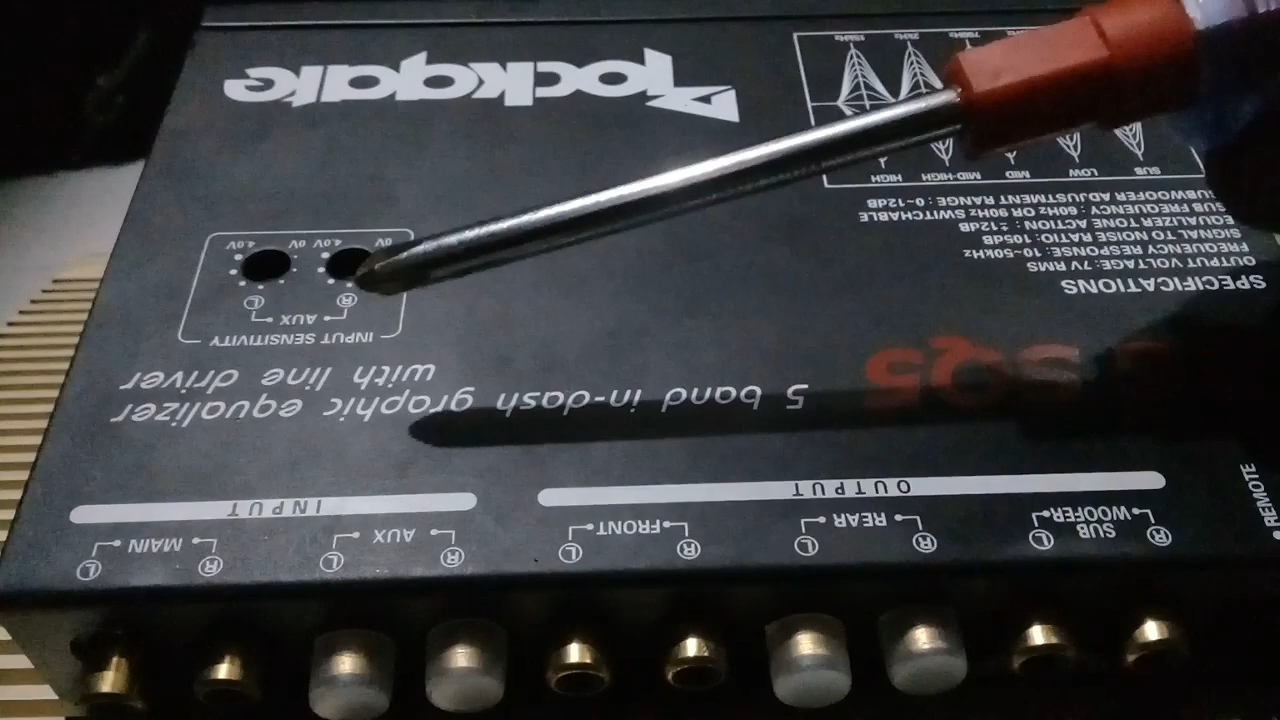 REMOTE
R L R L R L R L R L
SUB WOOFER REAR FRONT AUX MAIN
OUTPUT INPUT
SQ5
5 band in-dash graphic equalizer
with line driver
SPECIFICATIONS
OUTPUT VOLTAGE: 7V RMS
FREQUENCY RESPONSE: 10~50kHz
SIGNAL TO NOISE RATIO: 105dB
EQUALIZER TONE ACTION: ±12dB
SUB FREQUENCY: 60Hz OR 90Hz SWITCHABLE
SUBWOOFER ADJUSTMENT RANGE: 0~12dB
INPUT SENSITIVITY
AUX
R L
0V 4.0V 0V 4.0V
SUB LOW MID MID-HIGH HIGH
2kHz 15kHz
Rockgate